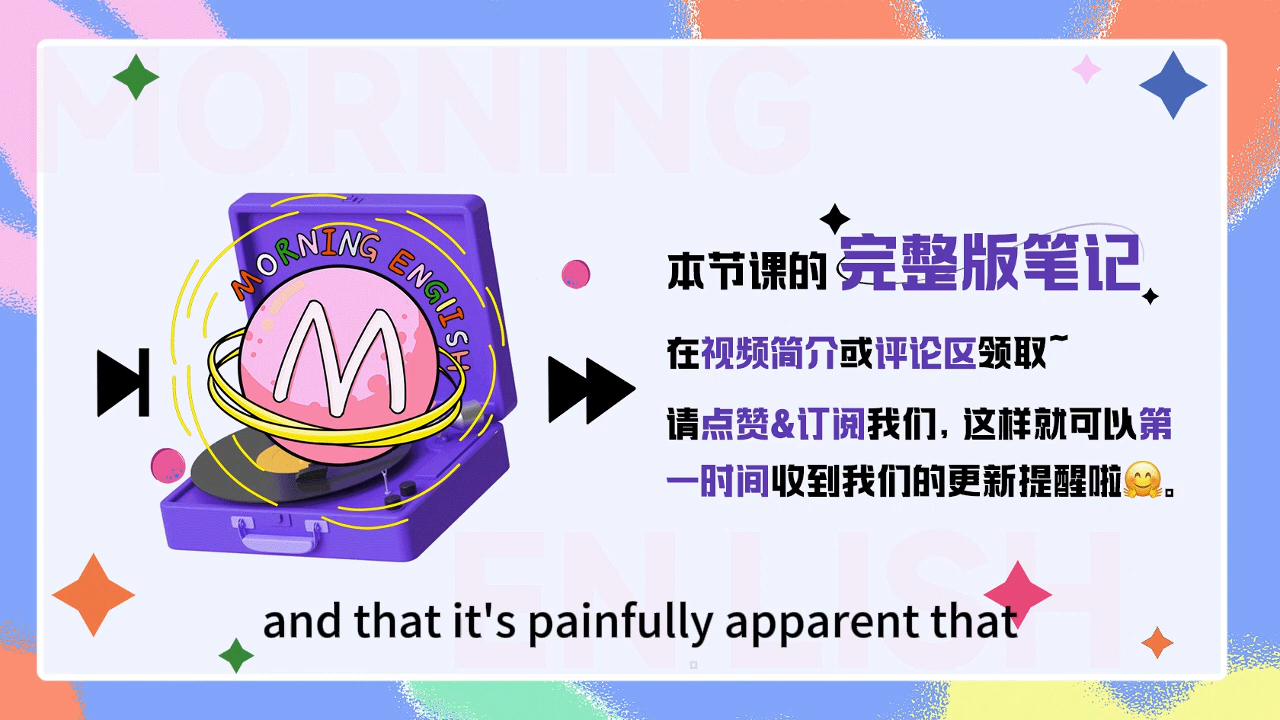 MORNING
MORNING ENGlISH
M
本节课的 完整版笔记
在视频简介或评论区领取~
请点赞&订阅我们, 这样就可以第
一时间收到我们的更新提醒啦🤗。
EN LISH
and that it's painfully apparent that